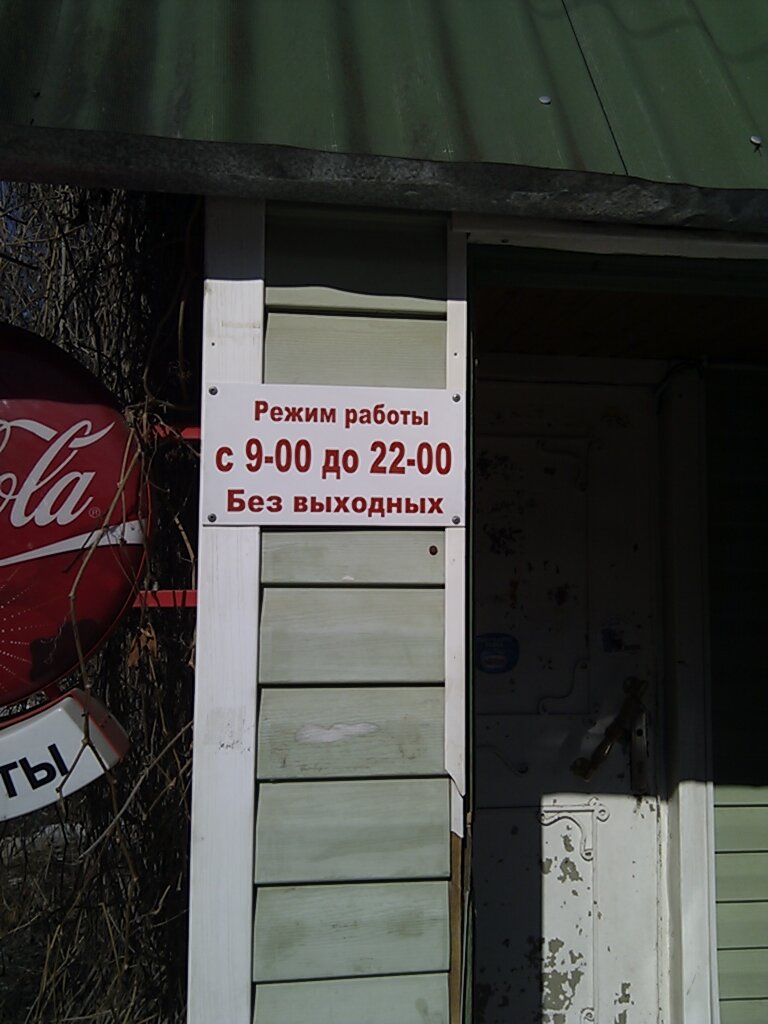 Режим работы
с 9-00 до 22-00
Без выходных
ola
ты